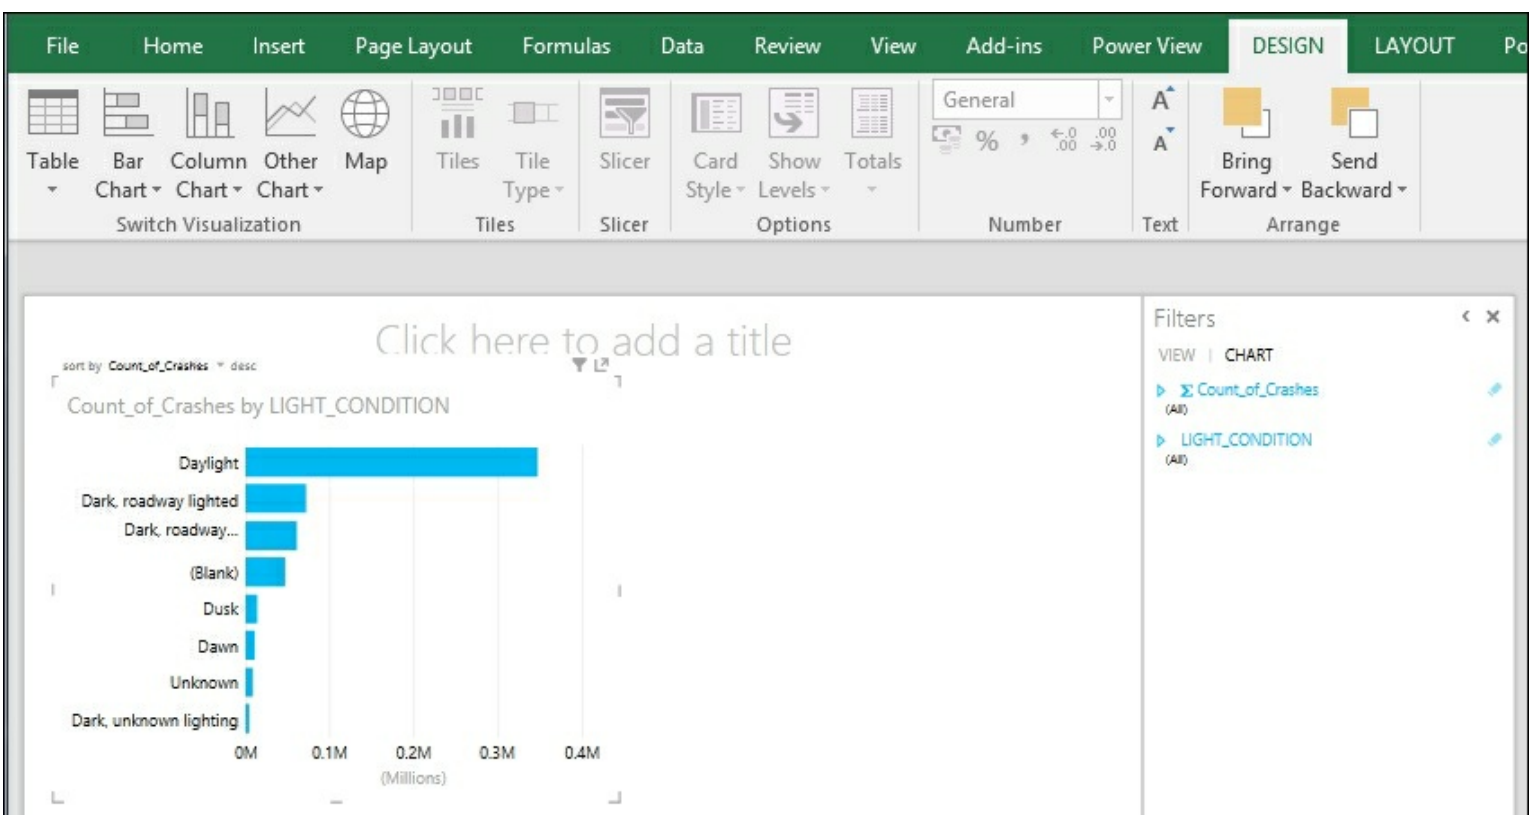 File Home Insert Page Layout Formulas Data Review View Add-ins Power View DESIGN LAYOUT Po
General
% , .00 .0
Table Bar Chart Column Chart Other Chart Map Tiles Tile Type Slicer Card Style Show Levels Totals A A Bring Forward Send Backward
Switch Visualization Tiles Slicer Options Number Text Arrange
Click here to add a title
sort by Count_of_Crashes desc
Count_of_Crashes by LIGHT_CONDITION
Daylight
Dark, roadway lighted
Dark, roadway...
(Blank)
Dusk
Dawn
Unknown
Dark, unknown lighting
0M 0.1M 0.2M 0.3M 0.4M
(Millions)
Filters
VIEW | CHART
Σ Count_of_Crashes
(All)
LIGHT_CONDITION
(All)